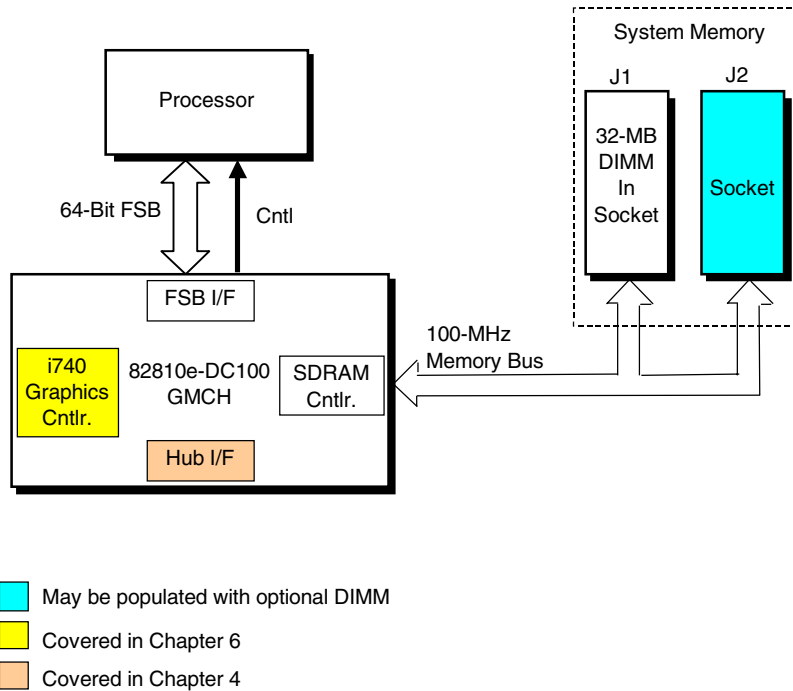 System Memory
J1
J2
Processor
32-MB
DIMM
In
Socket
Socket
64-Bit FSB
Cntl
FSB I/F
100-MHz
Memory Bus
i740
Graphics
Cntlr.
82810e-DC100
GMCH
SDRAM
Cntlr.
Hub I/F
May be populated with optional DIMM
Covered in Chapter 6
Covered in Chapter 4